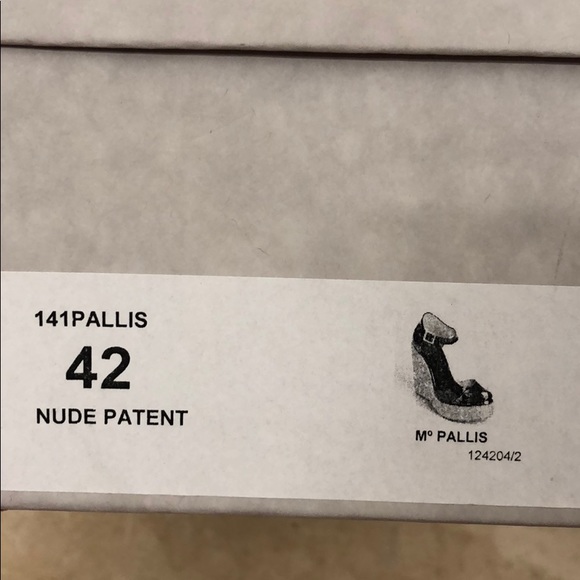 141PALLIS
42
NUDE PATENT
Mº PALLIS
124204/2